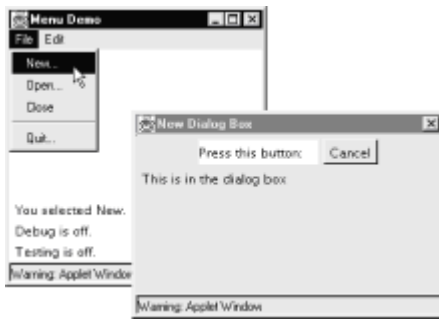 Menu Demo
File Edit
New...
Open...
Close
Quit...
You selected New.
Debug is off.
Testing is off.
Warning: Applet Window
New Dialog Box
Press this button: Cancel
This is in the dialog box
Warning: Applet Window